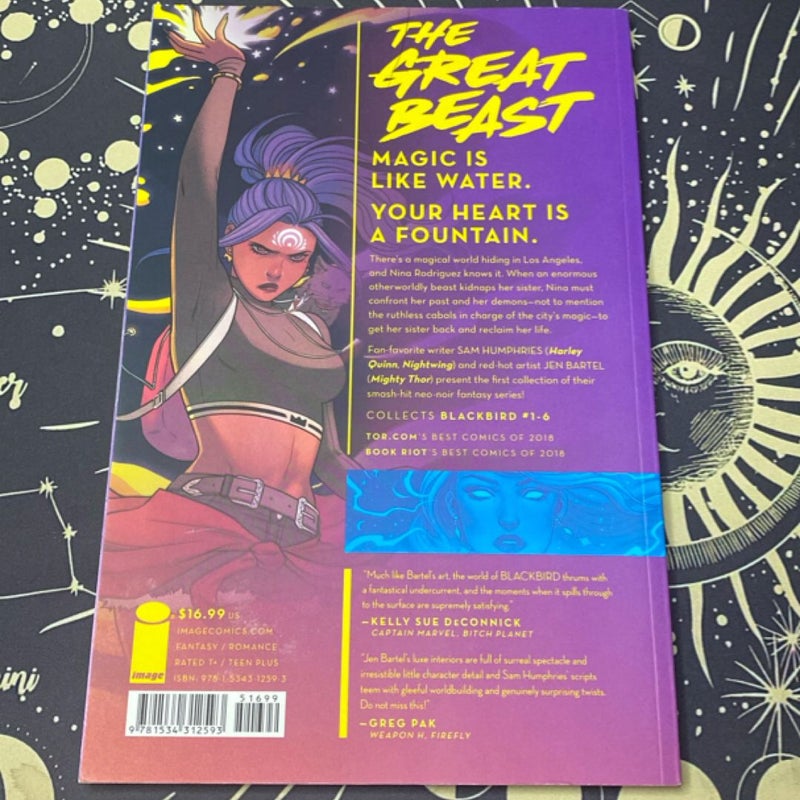 THE
GREAT
BEAST
MAGIC IS
LIKE WATER.
YOUR HEART IS
A FOUNTAIN.
There's a magical world hiding in Los Angeles,
and Nina Rodriguez knows it. When an enormous
otherworldly beast kidnaps her sister, Nina must
confront her past and her demons—not to mention
the ruthless cabals in charge of the city's magic—to
get her sister back and reclaim her life.
Fan-favorite writer SAM HUMPHRIES (Harley
Quinn, Nightwing) and red-hot artist JEN BARTEL
(Mighty Thor) present the first collection of their
smash-hit neo-noir fantasy series!
COLLECTS BLACKBIRD #1-6
TOR.COM'S BEST COMICS OF 2018
BOOK RIOT'S BEST COMICS OF 2018
"Much like Bartel's art, the world of BLACKBIRD thrums with
a fantastical undercurrent, and the moments when it spills through
to the surface are supremely satisfying."
—KELLY SUE DeCONNICK
CAPTAIN MARVEL, BITCH PLANET
"Jen Bartel's luxe interiors are full of surreal spectacle and
irresistible little character detail and Sam Humphries' scripts
teem with gleeful worldbuilding and genuinely surprising twists.
Do not miss this!"
—GREG PAK
WEAPON H, FIREFLY
$16.99 US
IMAGECOMICS.COM
FANTASY / ROMANCE
RATED T+ / TEEN PLUS
ISBN: 978-1-5343-1259-3
image
51699
9 781534 312593